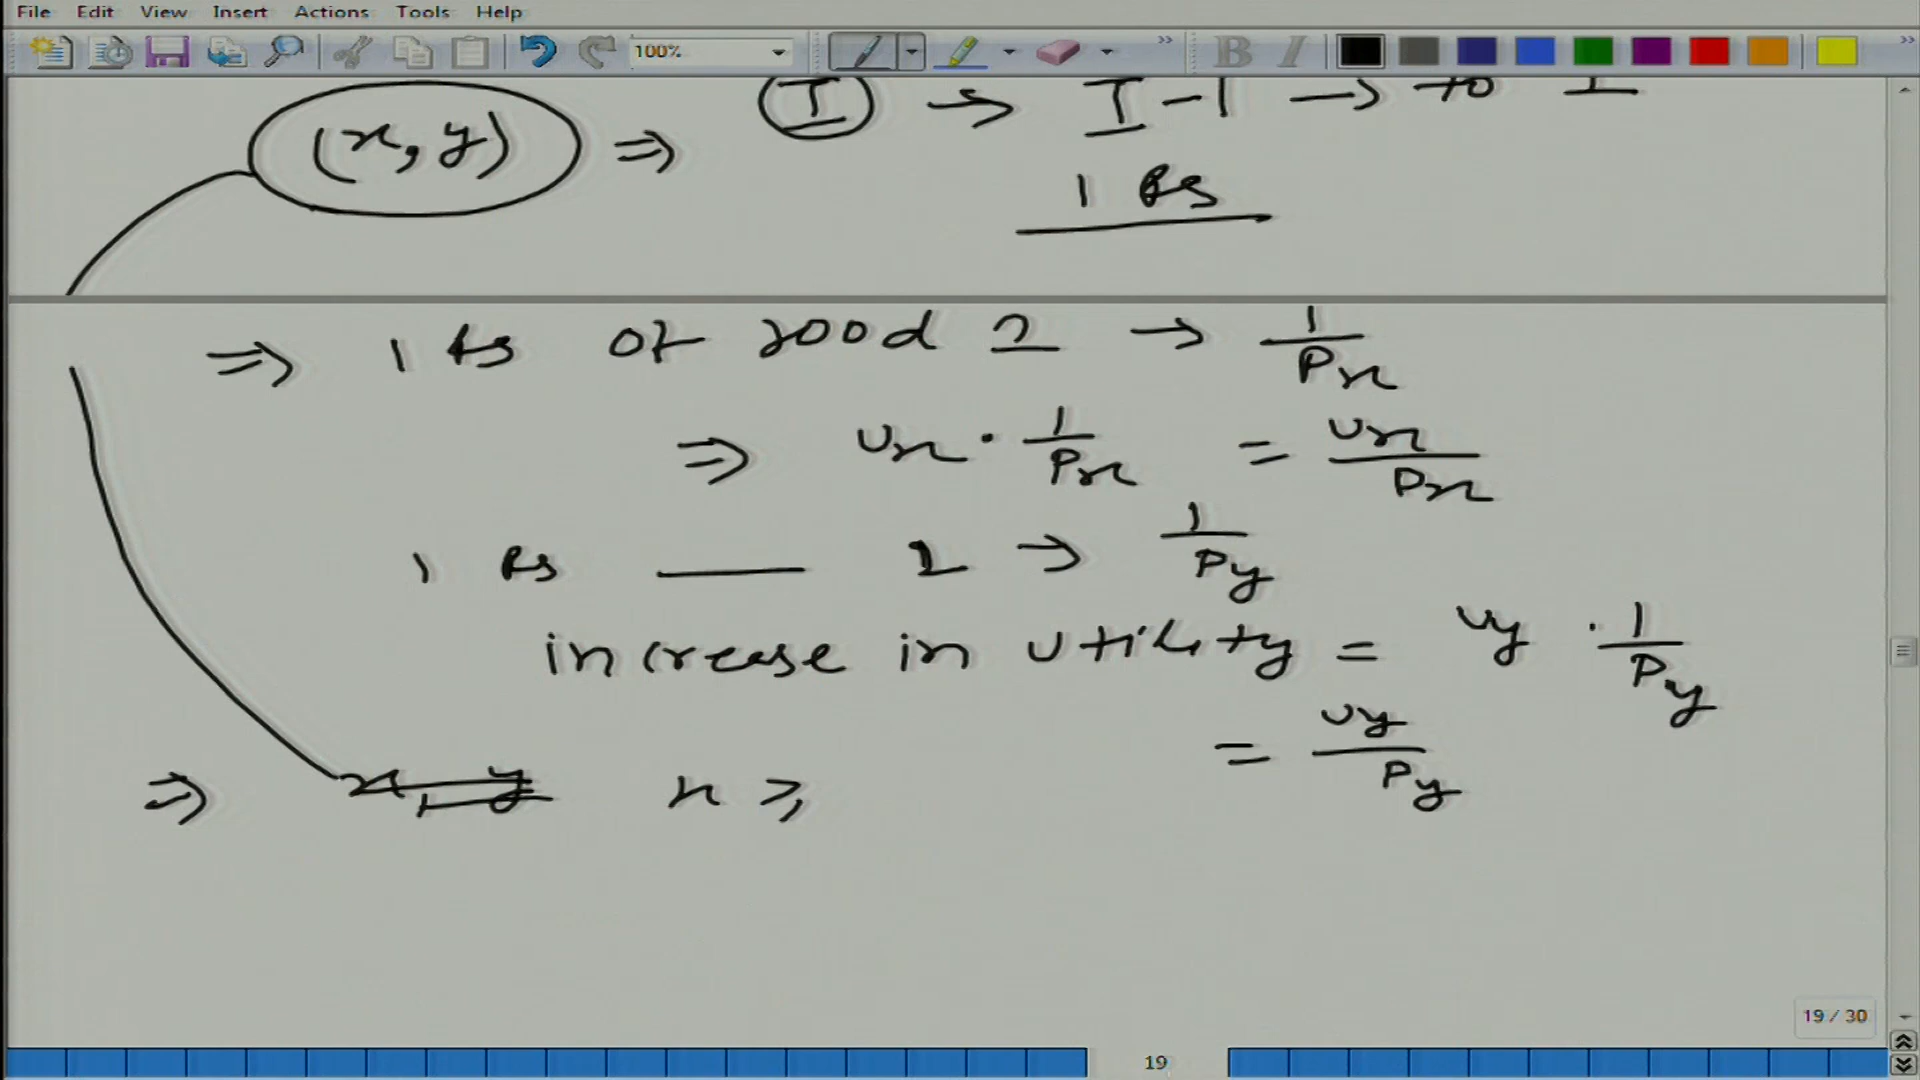 File Edit View Insert Actions Tools Help
100% B I
I → I - 1 → to I
(x, y) ⇒
1 Rs
⇒ 1 Rs of good 1 → 1/Px
⇒ Ux · 1/Px = Ux/Px
1 Rs —— 2 → 1/Py
increase in utility = Uy · 1/Py
= Uy/Py
⇒ x, y x ⩾
19 / 30
19